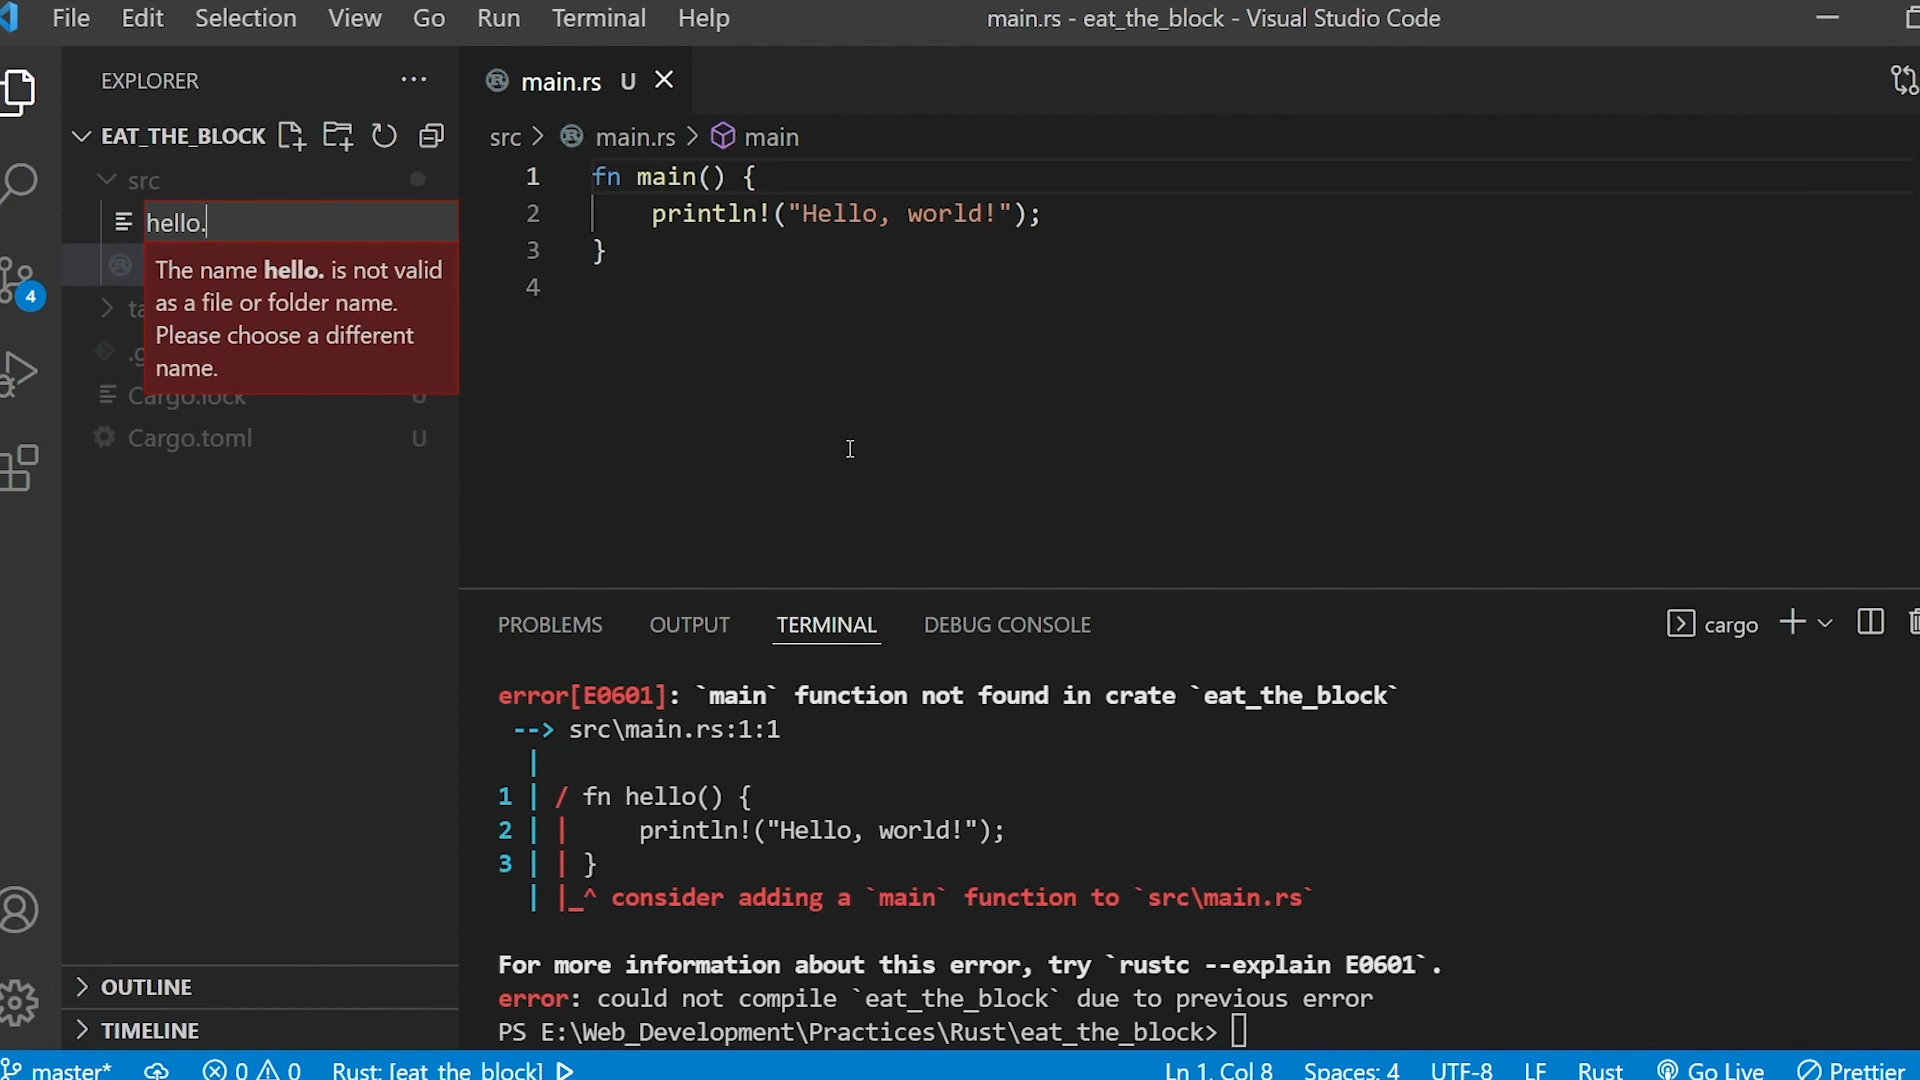 File Edit Selection View Go Run Terminal Help
main.rs - eat_the_block - Visual Studio Code
EXPLORER
EAT_THE_BLOCK
src
hello.
The name hello. is not valid
as a file or folder name.
Please choose a different
name.
Cargo.lock U
Cargo.toml U
4
OUTLINE
TIMELINE
main.rs U
src > main.rs > main
1 fn main() {
2 println!("Hello, world!");
3 }
4
PROBLEMS OUTPUT TERMINAL DEBUG CONSOLE
cargo
error[E0601]: `main` function not found in crate `eat_the_block`
--> src\main.rs:1:1
|
1 | / fn hello() {
2 | | println!("Hello, world!");
3 | | }
| |_^ consider adding a `main` function to `src\main.rs`
For more information about this error, try `rustc --explain E0601`.
error: could not compile `eat_the_block` due to previous error
PS E:\Web_Development\Practices\Rust\eat_the_block>
master* 0 0 Rust: [eat_the_block] Ln 1, Col 8 Spaces: 4 UTF-8 LF Rust Go Live Prettier